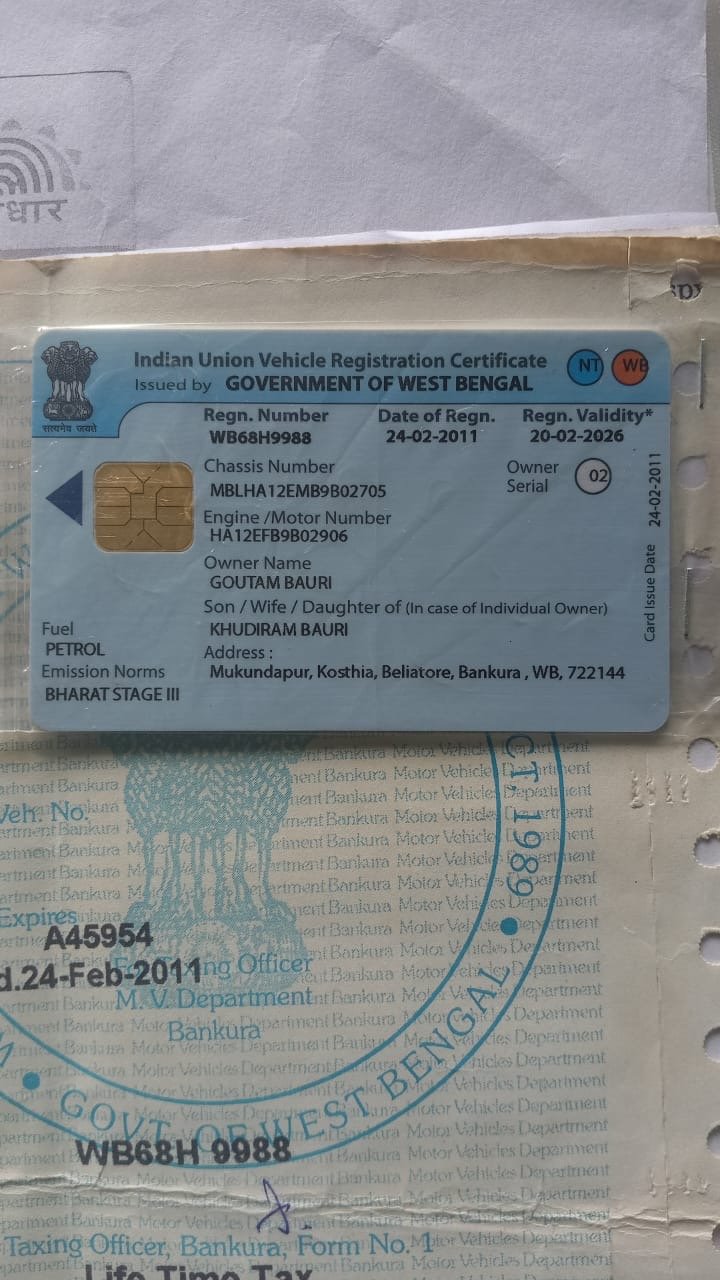 धार
Indian Union Vehicle Registration Certificate
NT
WB
Issued by GOVERNMENT OF WEST BENGAL
सत्यमेव जयते
Regn. Number Date of Regn. Regn. Validity*
WB68H9988 24-02-2011 20-02-2026
Chassis Number
MBLHA12EMB9B02705
Owner Serial 02
Engine /Motor Number
HA12EFB9B02906
Owner Name
GOUTAM BAURI
Son / Wife / Daughter of (In case of Individual Owner)
KHUDIRAM BAURI
Fuel
PETROL
Address :
Mukundapur, Kosthia, Beliatore, Bankura , WB, 722144
Emission Norms
BHARAT STAGE III
Card Issue Date 24-02-2011
Veh. No.
Expires
A45954
d.24-Feb-2011
Taxing Officer
M. V. Department
Bankura
CT, 1989
GOVT. OF WEST BENGAL
WB68H 9988
Taxing Officer, Bankura, Form No. 1
Life Time Tax